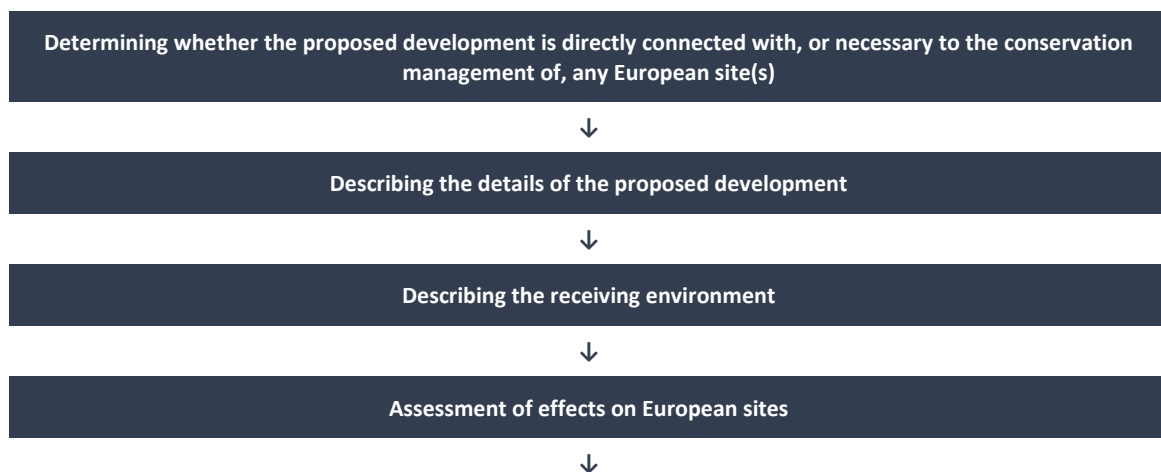 Determining whether the proposed development is directly connected with, or necessary to the conservation
management of, any European site(s)
↓
Describing the details of the proposed development
↓
Describing the receiving environment
↓
Assessment of effects on European sites
↓